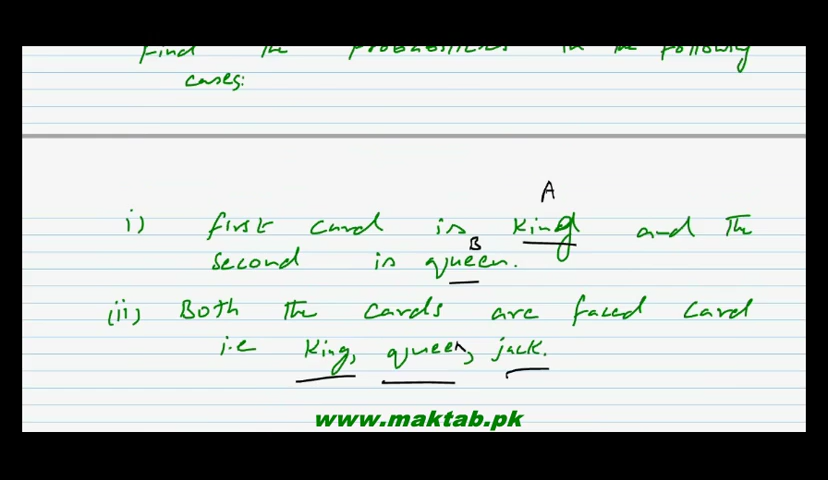 find the probabilities in the following
cases:
A
i) first card is king and the
B
second is queen.
(ii) Both the cards are faced card
i.e king, queen, jack.
www.maktab.pk